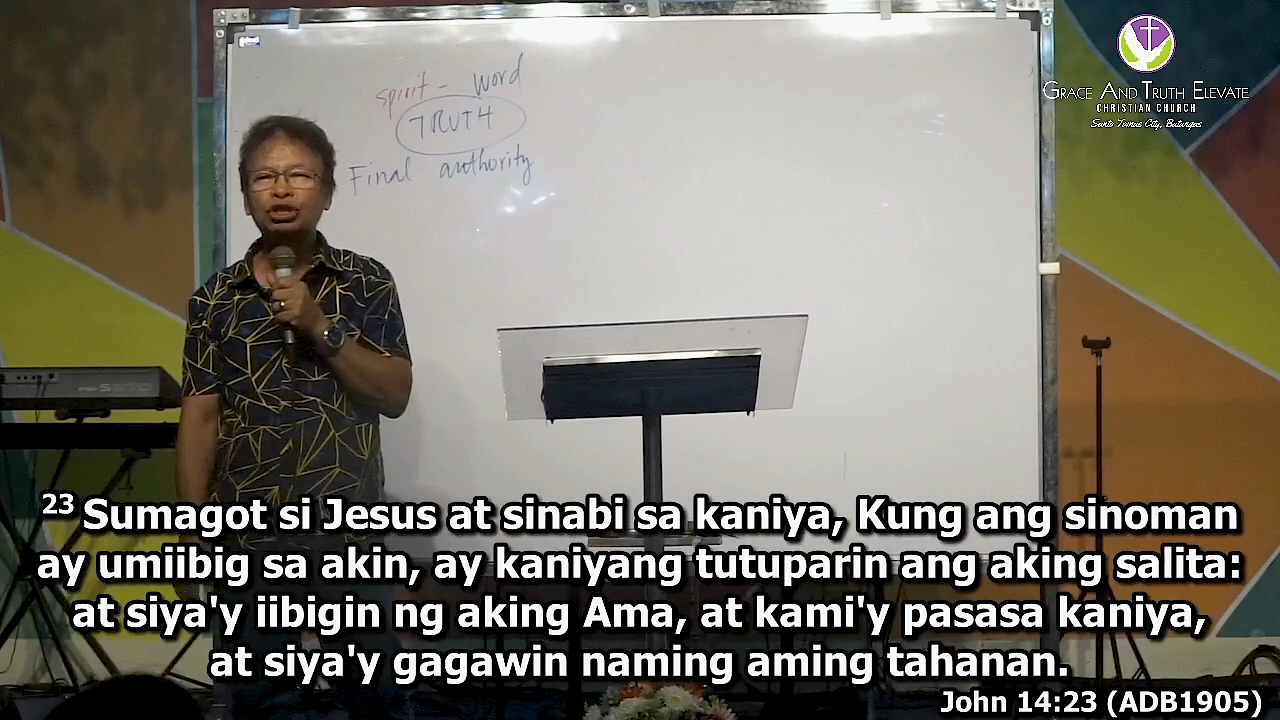 spirit - word
TRUTH
Final authority
GRACE AND TRUTH ELEVATE
CHRISTIAN CHURCH
Santo Tomas City, Batangas
23 Sumagot si Jesus at sinabi sa kaniya, Kung ang sinoman
ay umiibig sa akin, ay kaniyang tutuparin ang aking salita:
at siya'y iibigin ng aking Ama, at kami'y pasasa kaniya,
at siya'y gagawin naming aming tahanan.
John 14:23 (ADB1905)